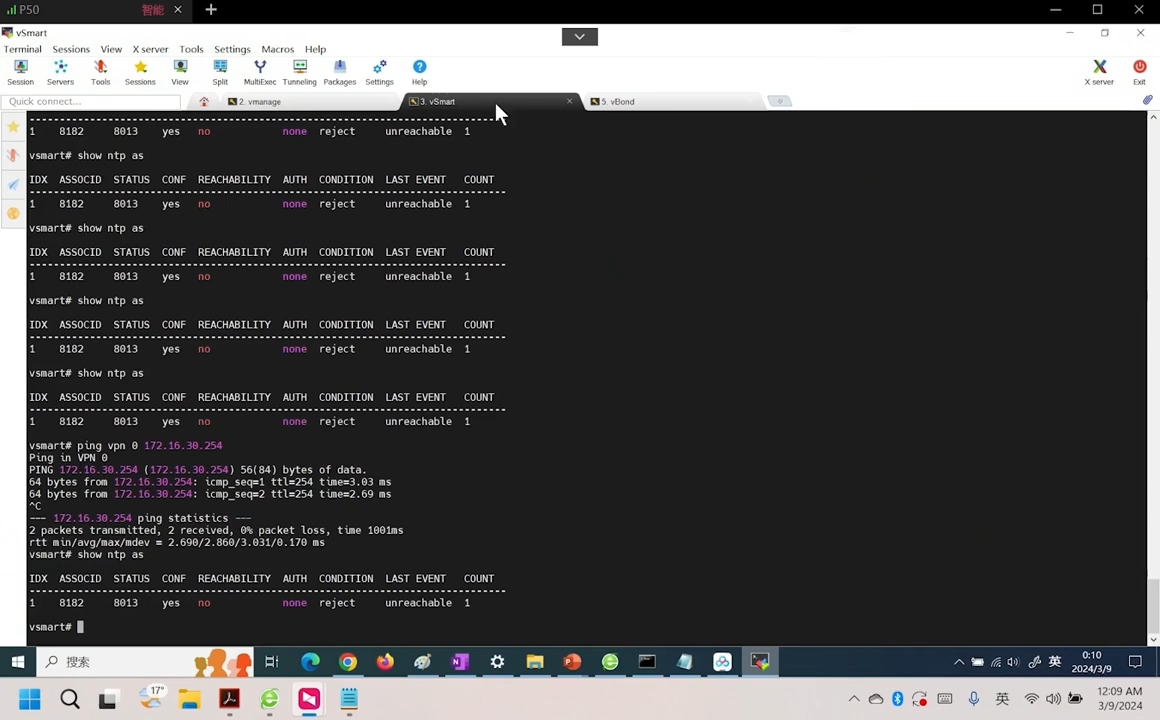 P50
智能
vSmart
Terminal Sessions View X server Tools Settings Macros Help
Session Servers Tools Sessions View Split MultiExec Tunneling Packages Settings Help X server Exit
Quick connect...
2. vmanage
3. vSmart
5. vBond
1 8182 8013 yes no none reject unreachable 1
vsmart# show ntp as
IDX ASSOCID STATUS CONF REACHABILITY AUTH CONDITION LAST EVENT COUNT
1 8182 8013 yes no none reject unreachable 1
vsmart# show ntp as
IDX ASSOCID STATUS CONF REACHABILITY AUTH CONDITION LAST EVENT COUNT
1 8182 8013 yes no none reject unreachable 1
vsmart# show ntp as
IDX ASSOCID STATUS CONF REACHABILITY AUTH CONDITION LAST EVENT COUNT
1 8182 8013 yes no none reject unreachable 1
vsmart# show ntp as
IDX ASSOCID STATUS CONF REACHABILITY AUTH CONDITION LAST EVENT COUNT
1 8182 8013 yes no none reject unreachable 1
vsmart# ping vpn 0 172.16.30.254
Ping in VPN 0
PING 172.16.30.254 (172.16.30.254) 56(84) bytes of data.
64 bytes from 172.16.30.254: icmp_seq=1 ttl=254 time=3.03 ms
64 bytes from 172.16.30.254: icmp_seq=2 ttl=254 time=2.69 ms
^C
--- 172.16.30.254 ping statistics ---
2 packets transmitted, 2 received, 0% packet loss, time 1001ms
rtt min/avg/max/mdev = 2.690/2.860/3.031/0.170 ms
vsmart# show ntp as
IDX ASSOCID STATUS CONF REACHABILITY AUTH CONDITION LAST EVENT COUNT
1 8182 8013 yes no none reject unreachable 1
vsmart#
搜索
英
0:10
2024/3/9
17°
英
12:09 AM
3/9/2024